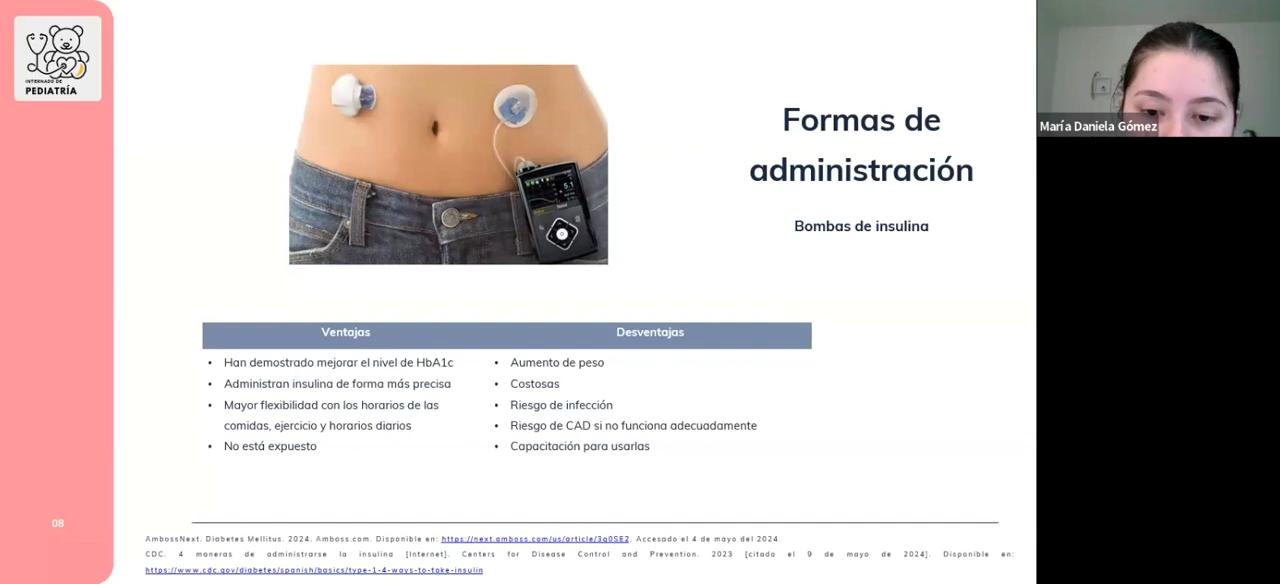 INTERNADO DE
PEDIATRÍA
Formas de
administración
Bombas de insulina
María Daniela Gómez
5.1
Ventajas
Desventajas
• Han demostrado mejorar el nivel de HbA1c
• Administran insulina de forma más precisa
• Mayor flexibilidad con los horarios de las
comidas, ejercicio y horarios diarios
• No está expuesto
• Aumento de peso
• Costosas
• Riesgo de infección
• Riesgo de CAD si no funciona adecuadamente
• Capacitación para usarlas
08
AmbossNext. Diabetes Mellitus. 2024. Amboss.com. Disponible en: https://next.amboss.com/us/article/3g0SE2. Accesado el 4 de mayo del 2024.
CDC. 4 maneras de administrarse la insulina [Internet]. Centers for Disease Control and Prevention. 2023 [citado el 9 de mayo de 2024]. Disponible en:
https://www.cdc.gov/diabetes/spanish/basics/type-1-4-ways-to-take-insulin